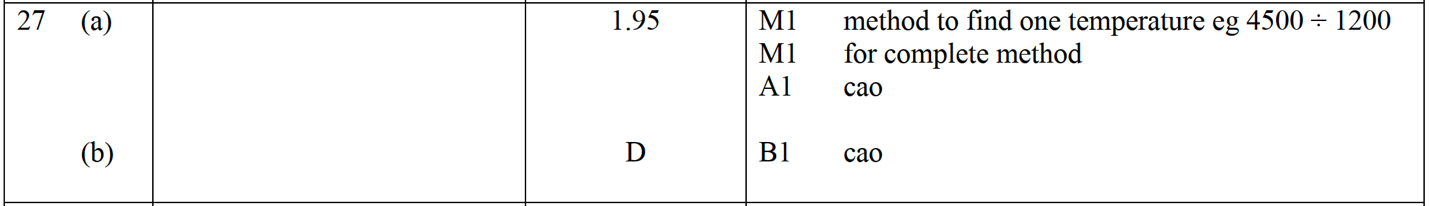 27 (a) 1.95 M1 method to find one temperature eg 4500 ÷ 1200
M1 for complete method
A1 cao
(b) D B1 cao